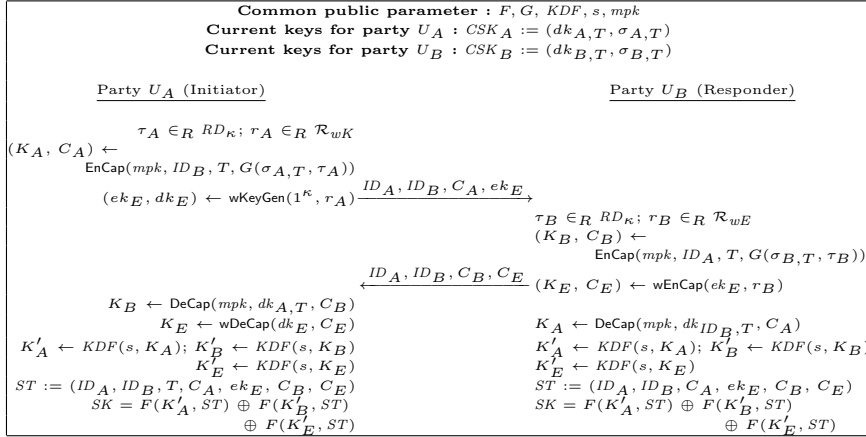 Common public parameter : F, G, KDF, s, mpk
Current keys for party U_A : CSK_A := (dk_{A,T}, σ_{A,T})
Current keys for party U_B : CSK_B := (dk_{B,T}, σ_{B,T})
Party U_A (Initiator) Party U_B (Responder)
τ_A ∈_R RD_κ; r_A ∈_R R_{wK}
(K_A, C_A) ←
EnCap(mpk, ID_B, T, G(σ_{A,T}, τ_A))
(ek_E, dk_E) ← wKeyGen(1^κ, r_A) ID_A, ID_B, C_A, ek_E
τ_B ∈_R RD_κ; r_B ∈_R R_{wE}
(K_B, C_B) ←
EnCap(mpk, ID_A, T, G(σ_{B,T}, τ_B))
ID_A, ID_B, C_B, C_E (K_E, C_E) ← wEnCap(ek_E, r_B)
K_B ← DeCap(mpk, dk_{A,T}, C_B)
K_E ← wDeCap(dk_E, C_E) K_A ← DeCap(mpk, dk_{ID_B,T}, C_A)
K'_A ← KDF(s, K_A); K'_B ← KDF(s, K_B) K'_A ← KDF(s, K_A); K'_B ← KDF(s, K_B)
K'_E ← KDF(s, K_E) K'_E ← KDF(s, K_E)
ST := (ID_A, ID_B, T, C_A, ek_E, C_B, C_E) ST := (ID_A, ID_B, C_A, ek_E, C_B, C_E)
SK = F(K'_A, ST) ⊕ F(K'_B, ST) SK = F(K'_A, ST) ⊕ F(K'_B, ST)
⊕ F(K'_E, ST) ⊕ F(K'_E, ST)